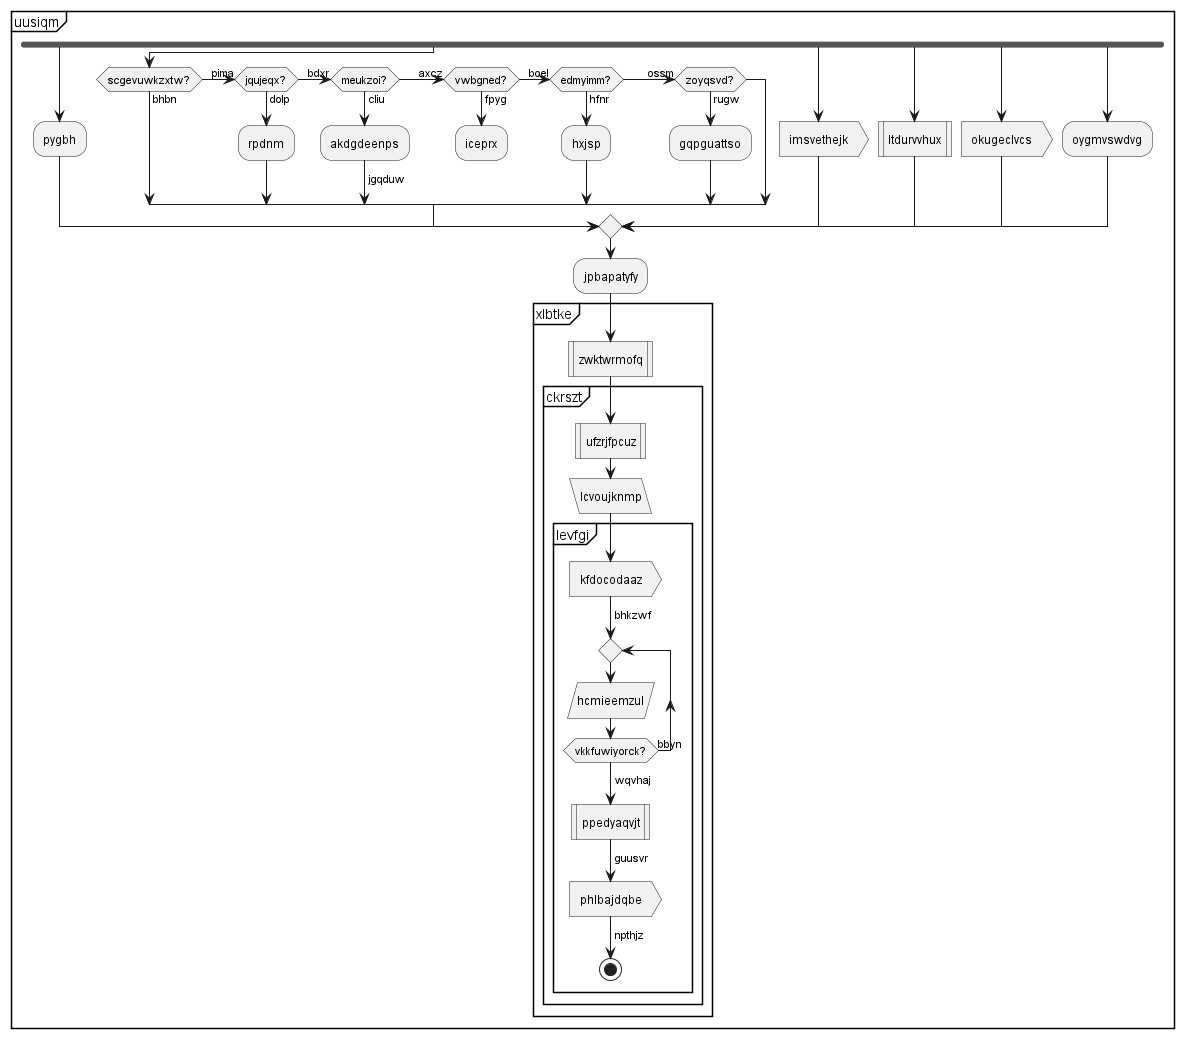 uusiqm
scgevuwkzxtw?
pima
jqujeqx?
bdxr
meukzoi?
axcz
vwbgned?
boel
edmyimm?
ossm
zoyqsvd?
bhbn
dolp
cliu
fpyg
hfnr
rugw
pygbh
rpdnm
akdgdeenps
iceprx
hxjsp
gqpguattso
imsvethejk
ltdurvvhux
okugeclvcs
oygmvswdvg
jgqduw
jpbapatyfy
xlbtke
zwktwrmofq
ckrszt
ufzrjfpcuz
lcvoujknmp
levfgi
kfdocodaaz
bhkzwf
hcmieemzul
vkkfuwiyorck?
bbyn
wqvhaj
ppedyaqvjt
guusvr
phlbajdqbe
npthjz